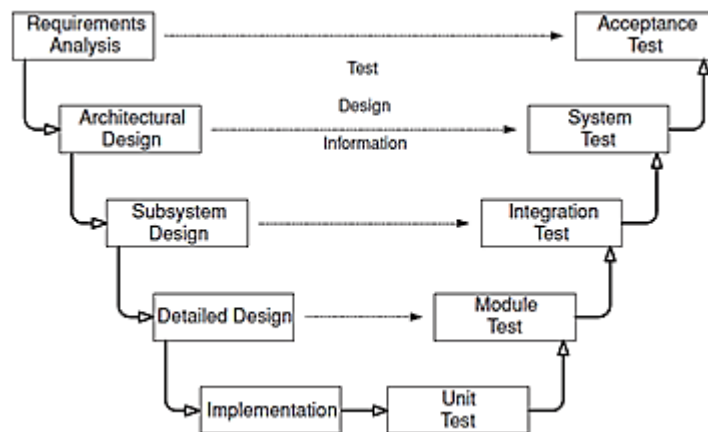 Requirements
Analysis
Acceptance
Test
Test
Design
Information
Architectural
Design
System
Test
Subsystem
Design
Integration
Test
Detailed Design
Module
Test
Implementation
Unit
Test